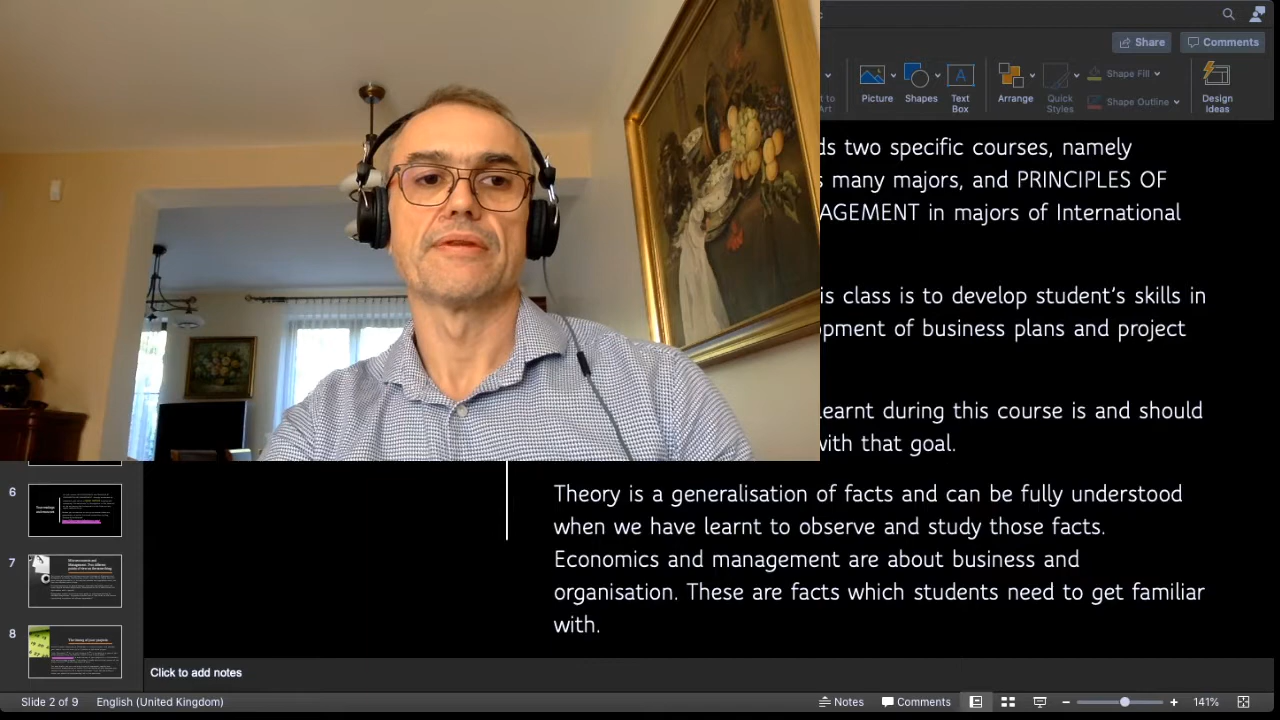 Share
Comments
Picture
Shapes
Text Box
Arrange
Quick Styles
Shape Fill
Shape Outline
Design Ideas
two specific courses, namely
many majors, and PRINCIPLES OF
AGEMENT in majors of International
is class is to develop student's skills in
opment of business plans and project
earnt during this course is and should
with that goal.
Theory is a generalisation of facts and can be fully understood
when we have learnt to observe and study those facts.
Economics and management are about business and
organisation. These are facts which students need to get familiar
with.
6
7
8
Click to add notes
Slide 2 of 9
English (United Kingdom)
Notes
Comments
141%